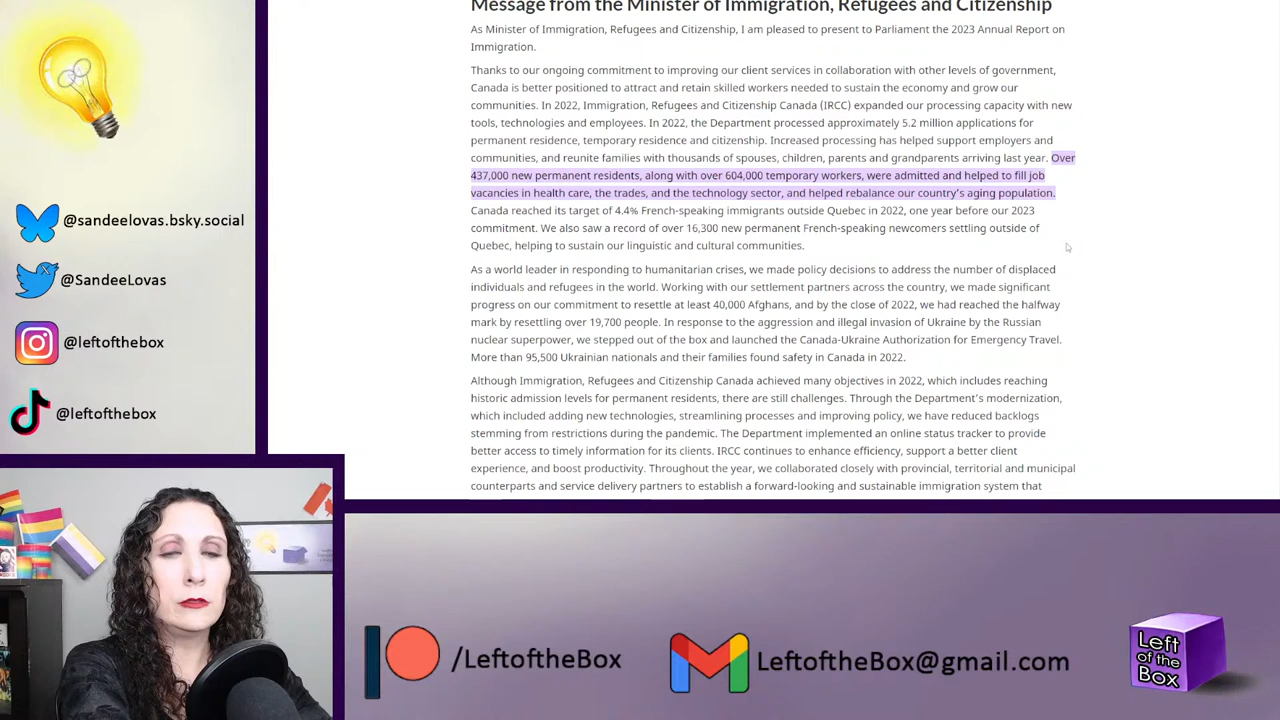 Message from the Minister of Immigration, Refugees and Citizenship
As Minister of Immigration, Refugees and Citizenship, I am pleased to present to Parliament the 2023 Annual Report on
Immigration.
Thanks to our ongoing commitment to improving our client services in collaboration with other levels of government,
Canada is better positioned to attract and retain skilled workers needed to sustain the economy and grow our
communities. In 2022, Immigration, Refugees and Citizenship Canada (IRCC) expanded our processing capacity with new
tools, technologies and employees. In 2022, the Department processed approximately 5.2 million applications for
permanent residence, temporary residence and citizenship. Increased processing has helped support employers and
communities, and reunite families with thousands of spouses, children, parents and grandparents arriving last year. Over
437,000 new permanent residents, along with over 604,000 temporary workers, were admitted and helped to fill job
vacancies in health care, the trades, and the technology sector, and helped rebalance our country's aging population.
Canada reached its target of 4.4% French-speaking immigrants outside Quebec in 2022, one year before our 2023
commitment. We also saw a record of over 16,300 new permanent French-speaking newcomers settling outside of
Quebec, helping to sustain our linguistic and cultural communities.
As a world leader in responding to humanitarian crises, we made policy decisions to address the number of displaced
individuals and refugees in the world. Working with our settlement partners across the country, we made significant
progress on our commitment to resettle at least 40,000 Afghans, and by the close of 2022, we had reached the halfway
mark by resettling over 19,700 people. In response to the aggression and illegal invasion of Ukraine by the Russian
nuclear superpower, we stepped out of the box and launched the Canada-Ukraine Authorization for Emergency Travel.
More than 95,500 Ukrainian nationals and their families found safety in Canada in 2022.
Although Immigration, Refugees and Citizenship Canada achieved many objectives in 2022, which includes reaching
historic admission levels for permanent residents, there are still challenges. Through the Department's modernization,
which included adding new technologies, streamlining processes and improving policy, we have reduced backlogs
stemming from restrictions during the pandemic. The Department implemented an online status tracker to provide
better access to timely information for its clients. IRCC continues to enhance efficiency, support a better client
experience, and boost productivity. Throughout the year, we collaborated closely with provincial, territorial and municipal
counterparts and service delivery partners to establish a forward-looking and sustainable immigration system that
@sandeelovas.bsky.social
@SandeeLovas
@leftofthebox
@leftofthebox
/LeftoftheBox
LeftoftheBox@gmail.com
Left
of the
Box